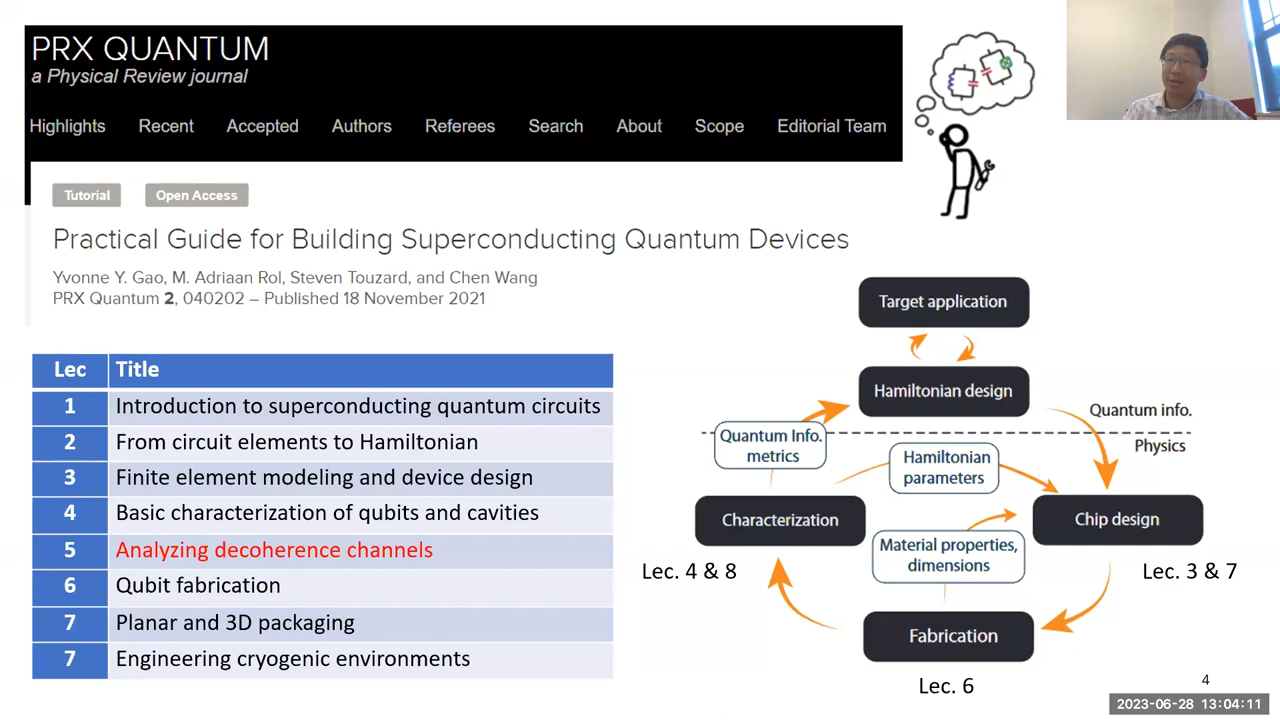 PRX QUANTUM
a Physical Review journal
Highlights Recent Accepted Authors Referees Search About Scope Editorial Team
Tutorial Open Access
Practical Guide for Building Superconducting Quantum Devices
Yvonne Y. Gao, M. Adriaan Rol, Steven Touzard, and Chen Wang
PRX Quantum 2, 040202 – Published 18 November 2021
Lec Title
1 Introduction to superconducting quantum circuits
2 From circuit elements to Hamiltonian
3 Finite element modeling and device design
4 Basic characterization of qubits and cavities
5 Analyzing decoherence channels
6 Qubit fabrication
7 Planar and 3D packaging
7 Engineering cryogenic environments
Target application
Hamiltonian design
Quantum info.
Physics
Quantum Info.
metrics
Hamiltonian
parameters
Characterization
Chip design
Material properties,
dimensions
Lec. 4 & 8
Lec. 3 & 7
Fabrication
Lec. 6
4
2023-06-28 13:04:11